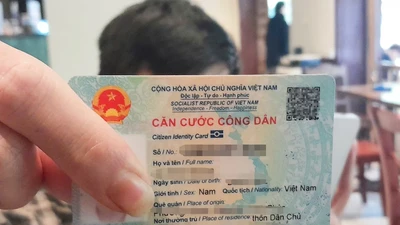 CỘNG HÒA XÃ HỘI CHỦ NGHĨA VIỆT NAM
Độc lập - Tự do - Hạnh phúc
SOCIALIST REPUBLIC OF VIET NAM
Independence - Freedom - Happiness
CĂN CƯỚC CÔNG DÂN
Citizen Identity Card
Số / No.:
Họ và tên / Full name:
Ngày sinh / Date of birth:
Giới tính / Sex: Nam Quốc tịch / Nationality: Việt Nam
Quê quán / Place of origin:
Nơi thường trú / Place of residence: thôn Dân Chủ